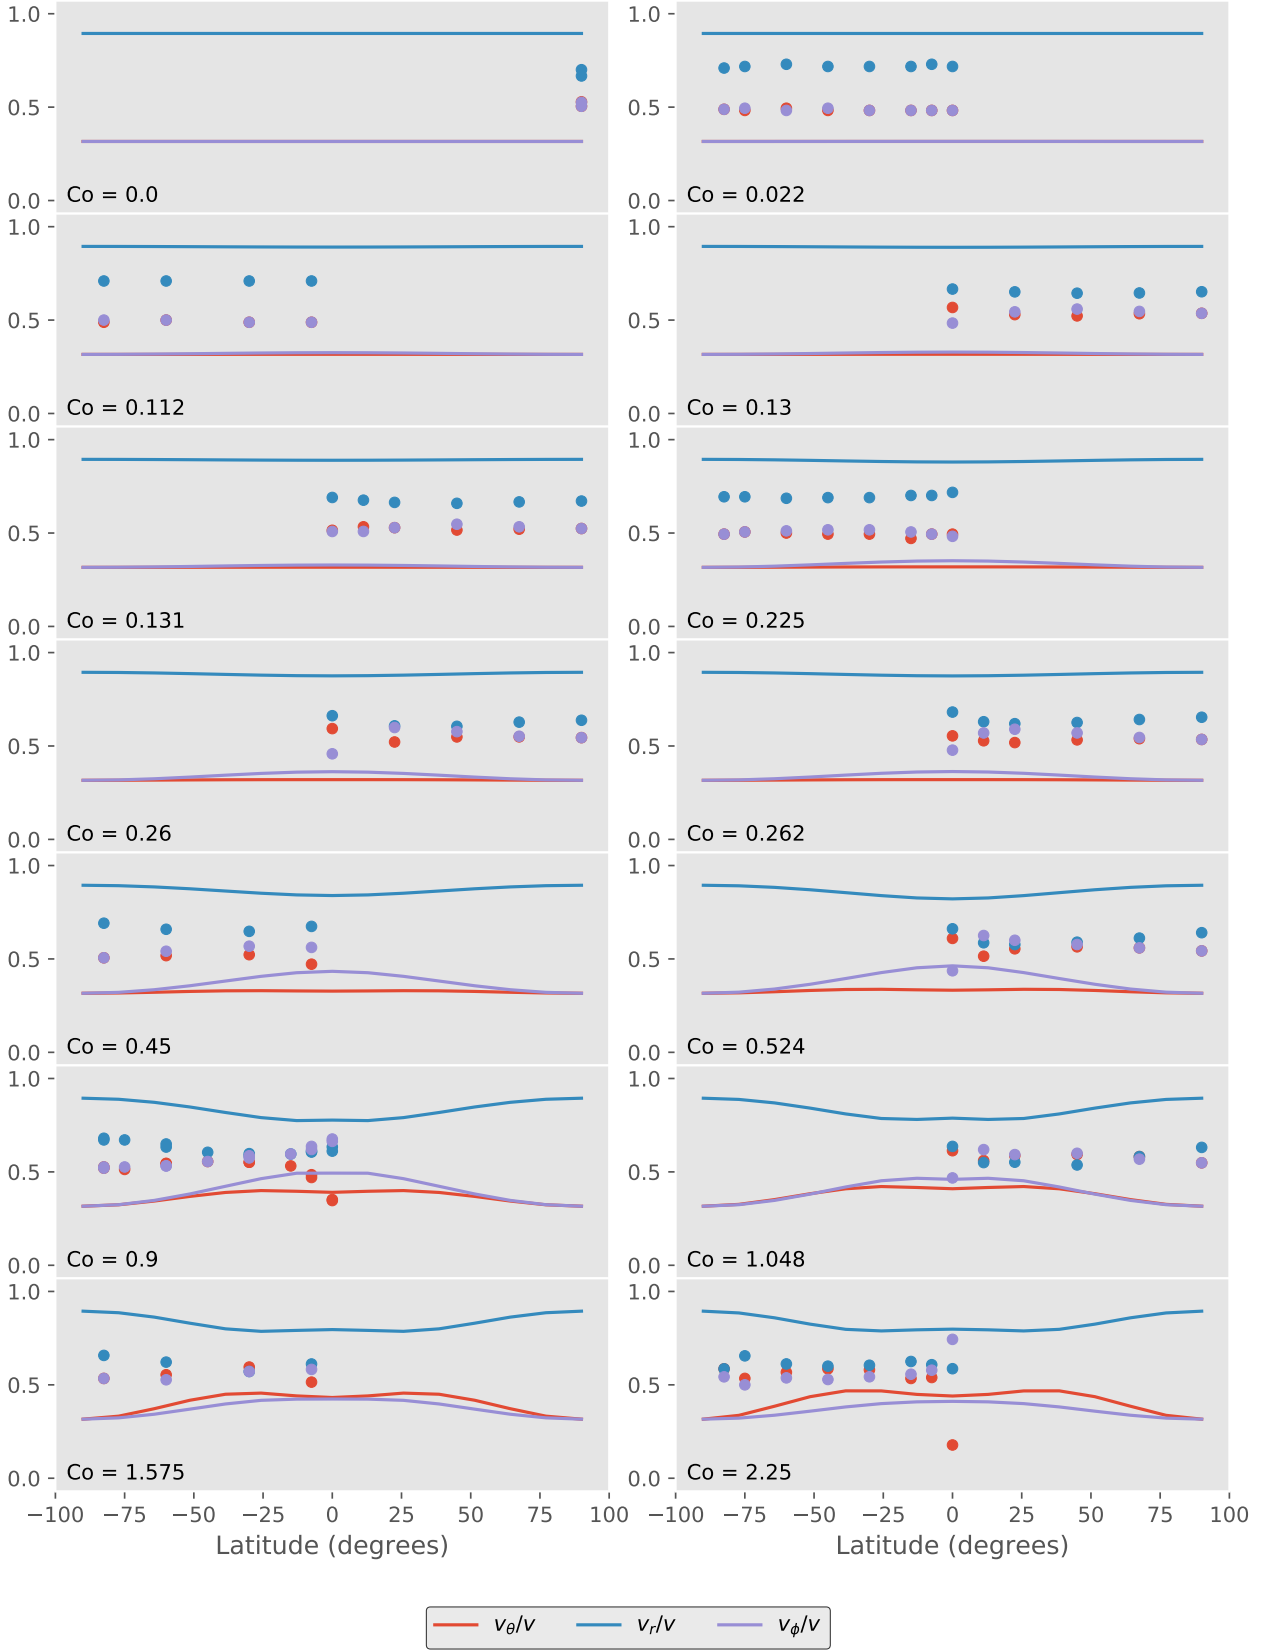 1.0
0.5
0.0
Co = 0.0
1.0
0.5
0.0
Co = 0.022
1.0
0.5
0.0
Co = 0.112
1.0
0.5
0.0
Co = 0.13
1.0
0.5
0.0
Co = 0.131
1.0
0.5
0.0
Co = 0.225
1.0
0.5
0.0
Co = 0.26
1.0
0.5
0.0
Co = 0.262
1.0
0.5
0.0
Co = 0.45
1.0
0.5
0.0
Co = 0.524
1.0
0.5
0.0
Co = 0.9
1.0
0.5
0.0
Co = 1.048
1.0
0.5
0.0
Co = 1.575
−100 −75 −50 −25 0 25 50 75 100
Latitude (degrees)
1.0
0.5
0.0
Co = 2.25
−100 −75 −50 −25 0 25 50 75 100
Latitude (degrees)
v_θ/v v_r/v v_ϕ/v